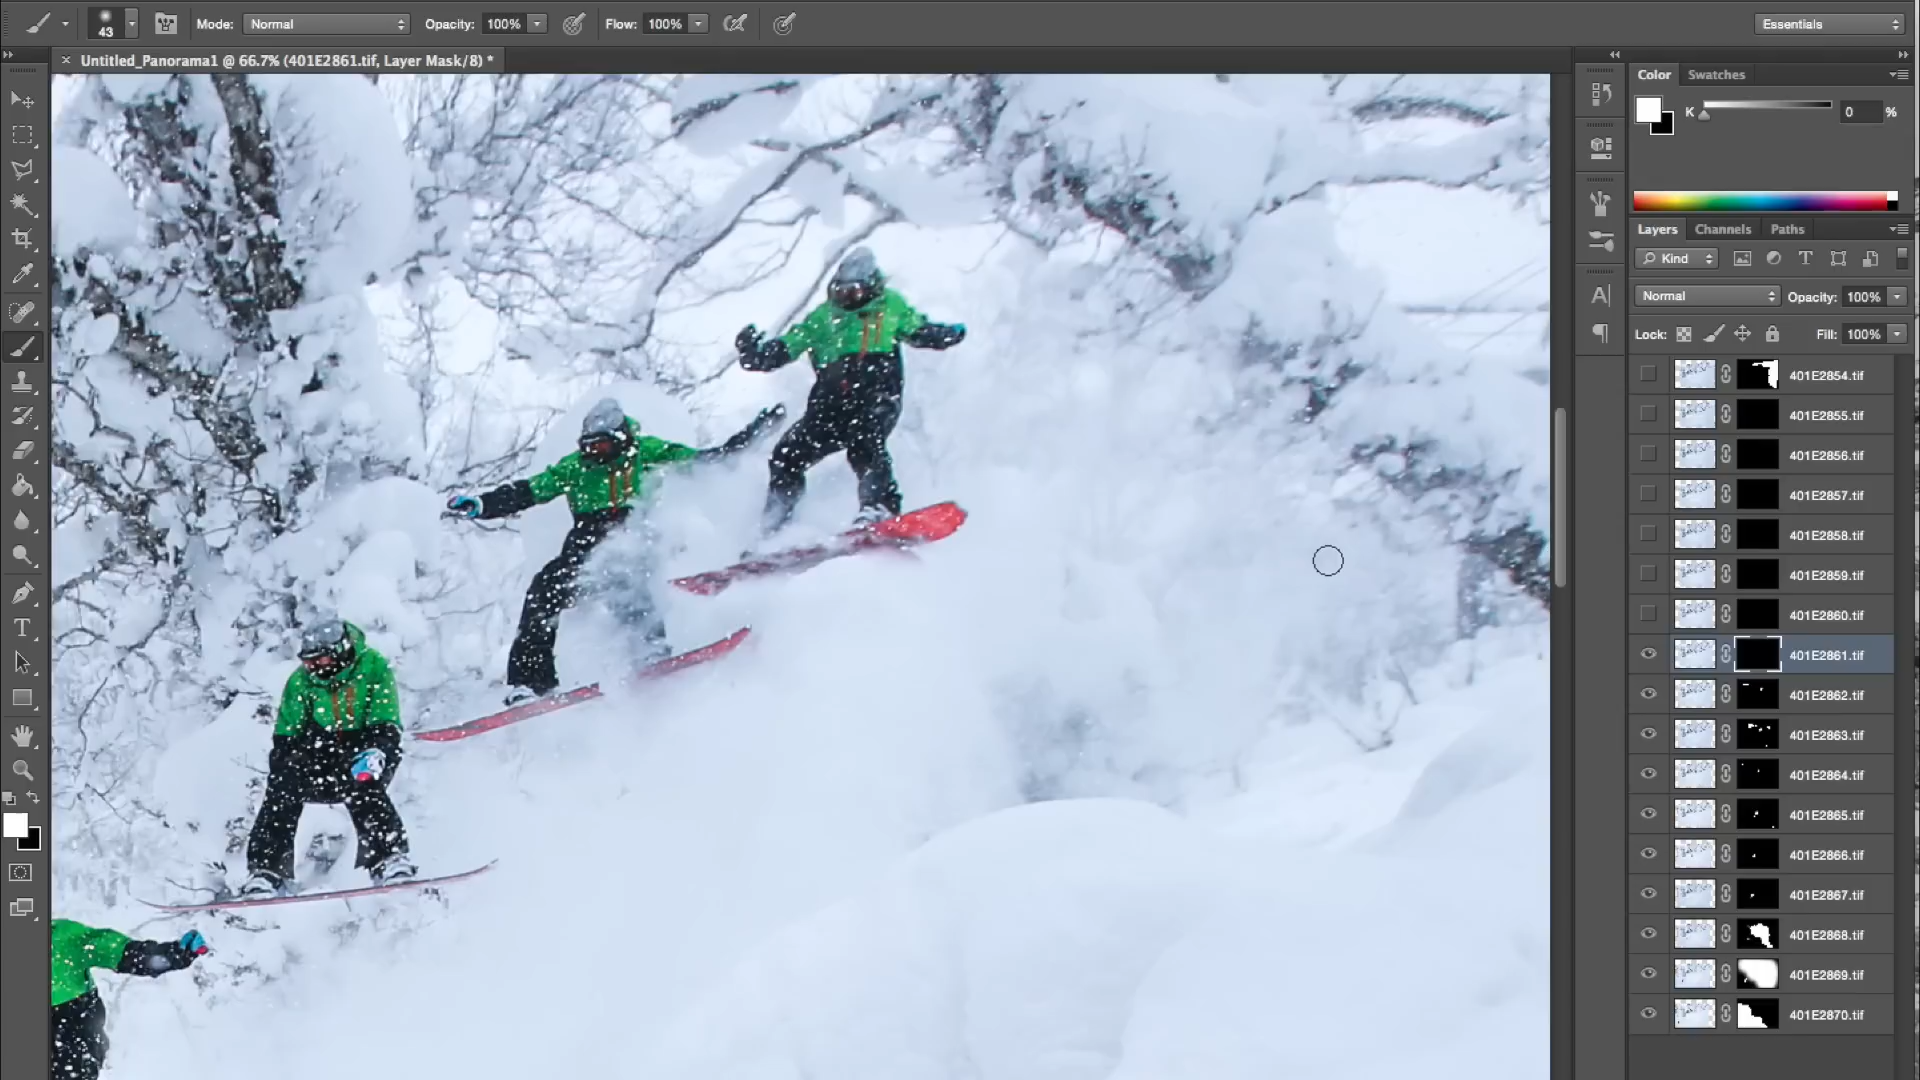 43
Mode: Normal
Opacity: 100%
Flow: 100%
Essentials
× Untitled_Panorama1 @ 66.7% (401E2861.tif, Layer Mask/8) *
Color
Swatches
K
0
%
Layers
Channels
Paths
Kind
T
Normal
Opacity: 100%
Lock:
Fill: 100%
A
¶
T
401E2854.tif
401E2855.tif
401E2856.tif
401E2857.tif
401E2858.tif
401E2859.tif
401E2860.tif
401E2861.tif
401E2862.tif
401E2863.tif
401E2864.tif
401E2865.tif
401E2866.tif
401E2867.tif
401E2868.tif
401E2869.tif
401E2870.tif